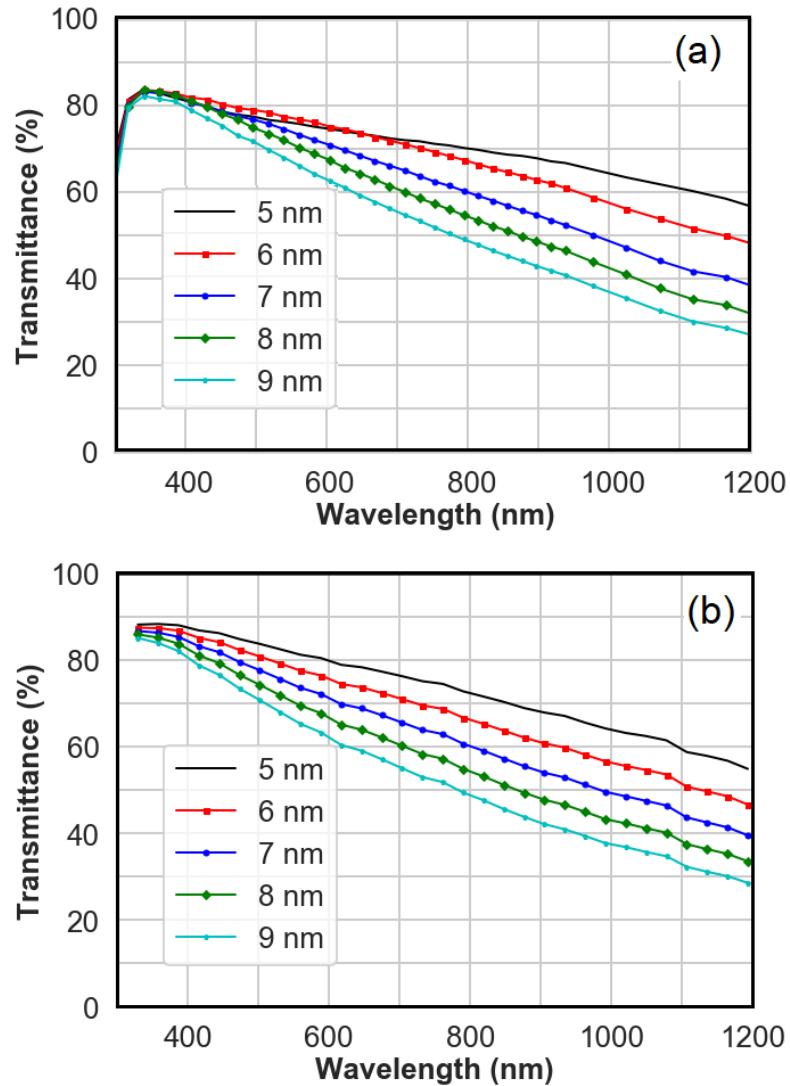 100
(a)
80
Transmittance (%)
60
5 nm
6 nm
40
7 nm
8 nm
20
9 nm
0
400 600 800 1000 1200
Wavelength (nm)
100
(b)
80
Transmittance (%)
60
5 nm
6 nm
40
7 nm
8 nm
20
9 nm
0
400 600 800 1000 1200
Wavelength (nm)